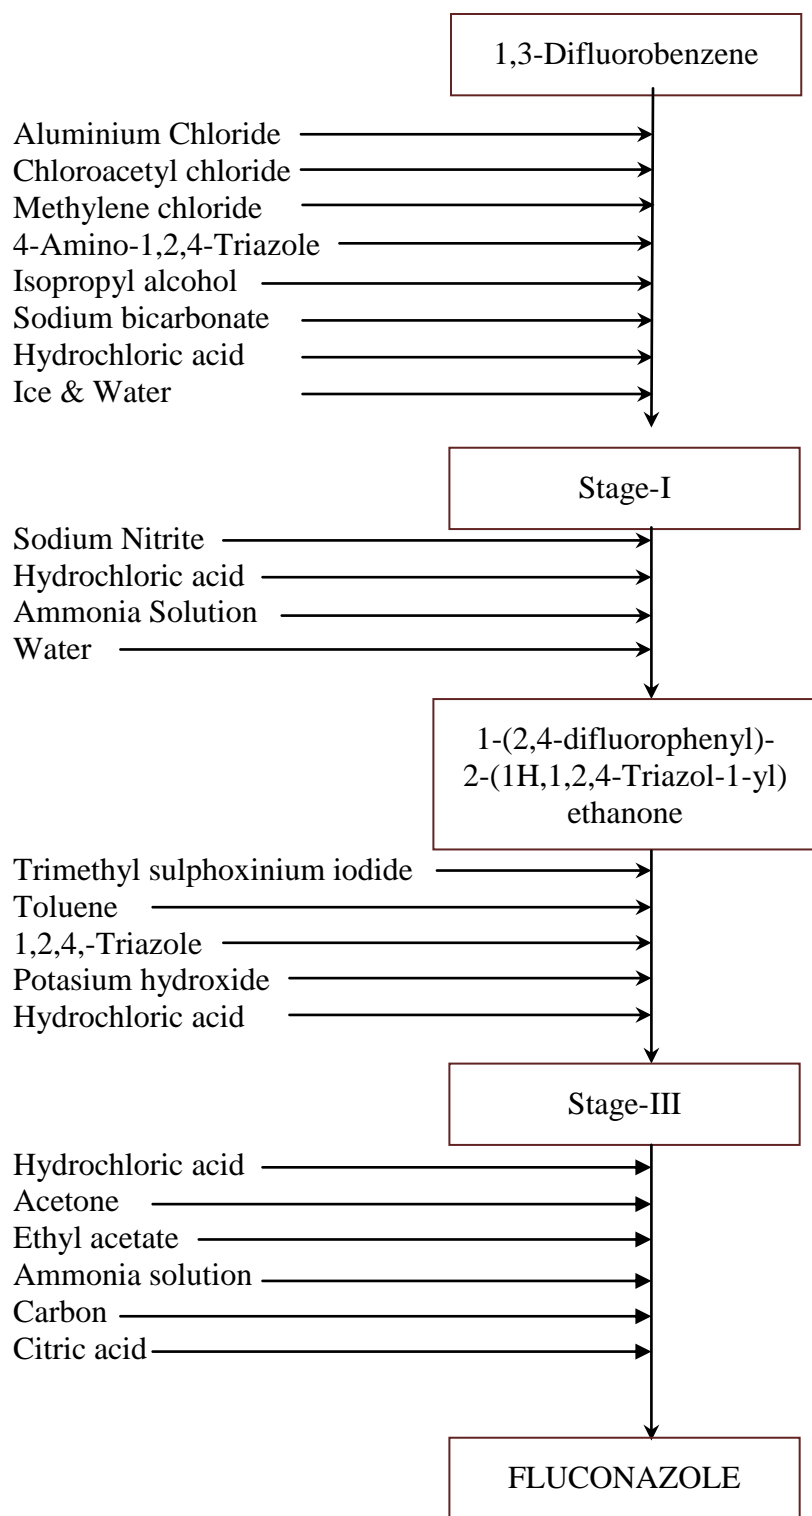 1,3-Difluorobenzene
Aluminium Chloride
Chloroacetyl chloride
Methylene chloride
4-Amino-1,2,4-Triazole
Isopropyl alcohol
Sodium bicarbonate
Hydrochloric acid
Ice & Water
Stage-I
Sodium Nitrite
Hydrochloric acid
Ammonia Solution
Water
1-(2,4-difluorophenyl)-
2-(1H,1,2,4-Triazol-1-yl)
ethanone
Trimethyl sulphoxinium iodide
Toluene
1,2,4,-Triazole
Potasium hydroxide
Hydrochloric acid
Stage-III
Hydrochloric acid
Acetone
Ethyl acetate
Ammonia solution
Carbon
Citric acid
FLUCONAZOLE